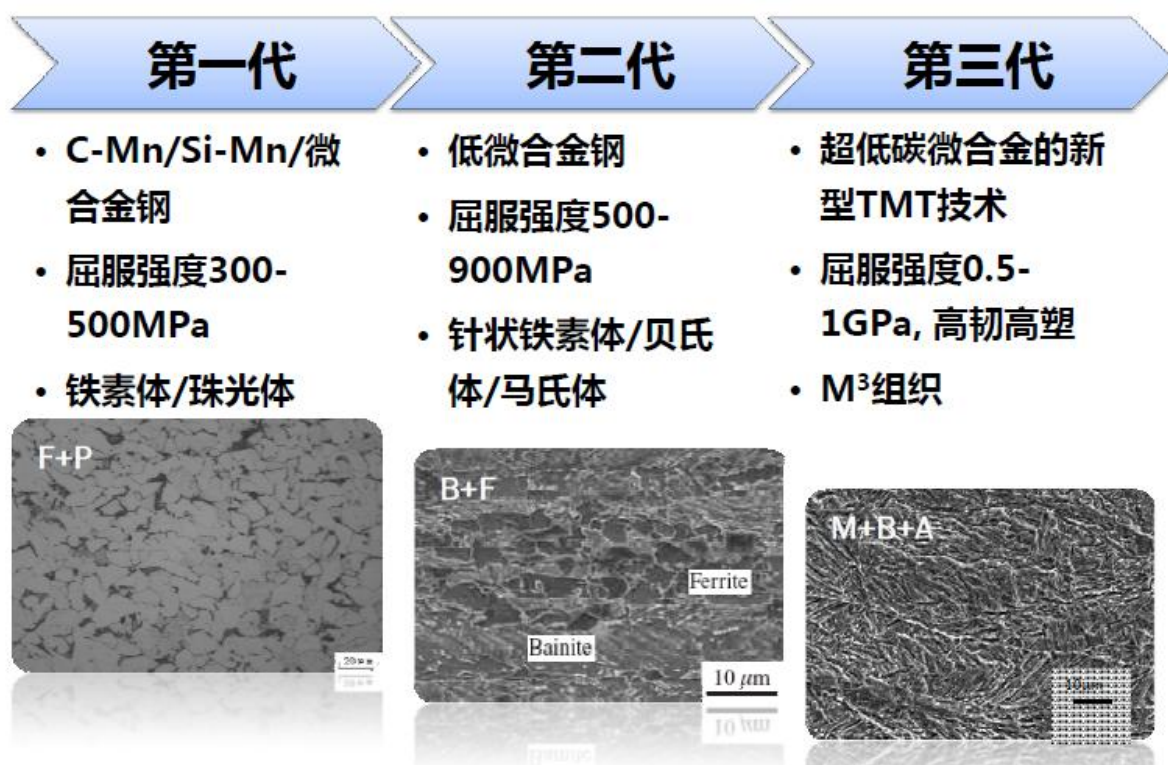 第一代
第二代
第三代
• C-Mn/Si-Mn/微
合金钢
• 屈服强度300-
500MPa
• 铁素体/珠光体
F+P
20μm
• 低微合金钢
• 屈服强度500-
900MPa
• 针状铁素体/贝氏
体/马氏体
B+F
Ferrite
Bainite
10 μm
• 超低碳微合金的新
型TMT技术
• 屈服强度0.5-
1GPa, 高韧高塑
• M³组织
M+B+A
10μm